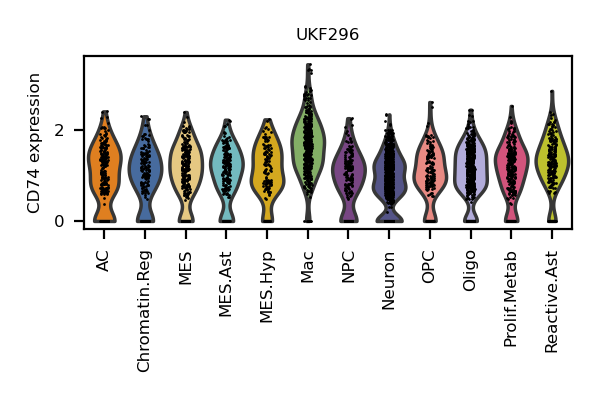 UKF296
CD74 expression
2
0
AC
Chromatin.Reg
MES
MES.Ast
MES.Hyp
Mac
NPC
Neuron
OPC
Oligo
Prolif.Metab
Reactive.Ast